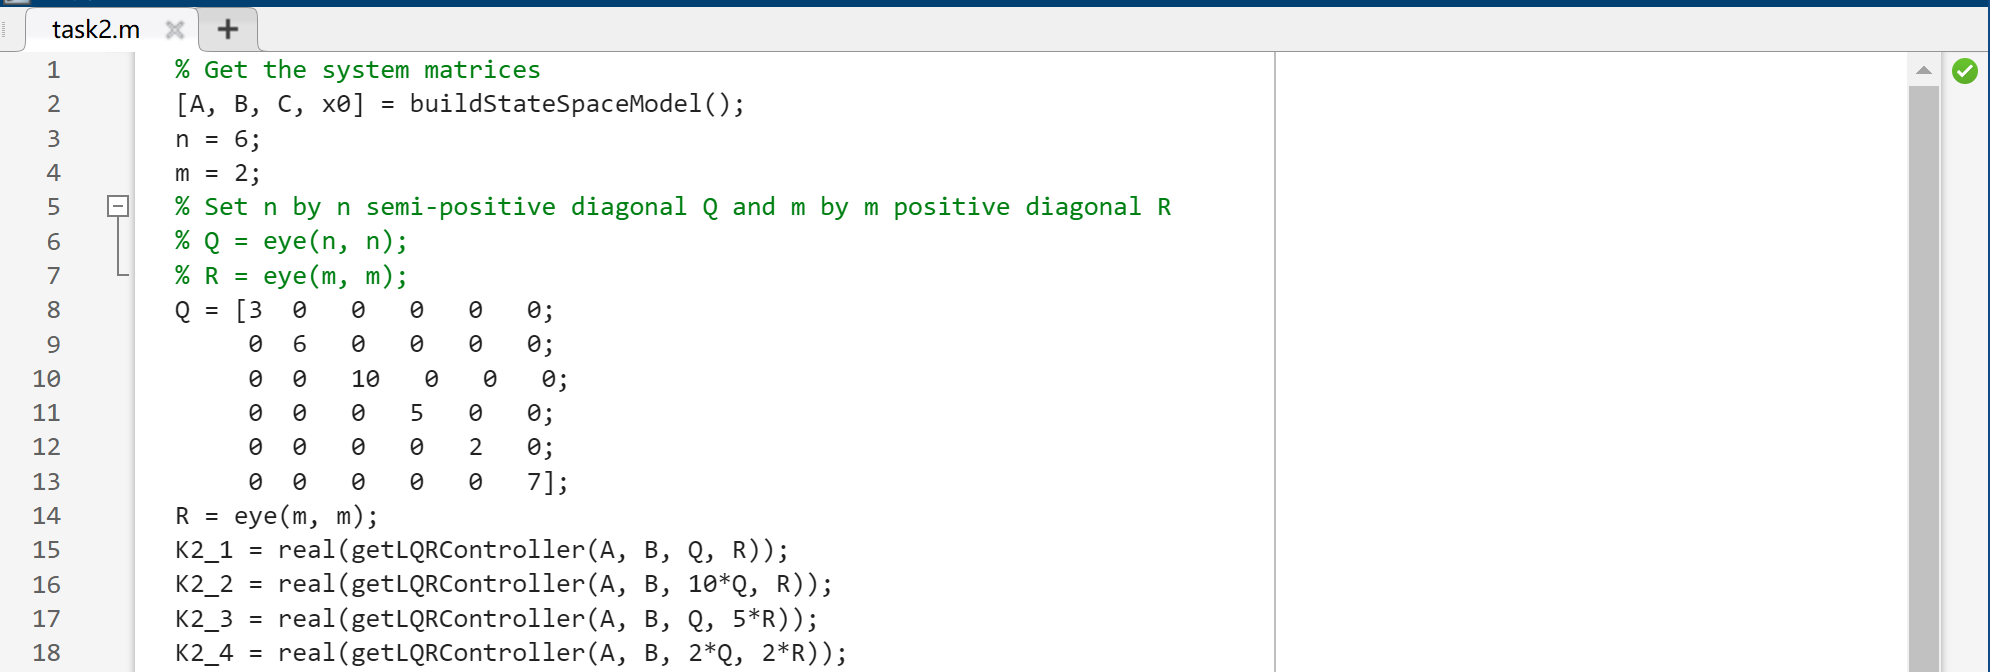 task2.m
1 % Get the system matrices
2 [A, B, C, x0] = buildStateSpaceModel();
3 n = 6;
4 m = 2;
5 % Set n by n semi-positive diagonal Q and m by m positive diagonal R
6 % Q = eye(n, n);
7 % R = eye(m, m);
8 Q = [3  0   0   0   0   0;
9      0  6   0   0   0   0;
10      0  0   10   0   0   0;
11      0  0   0   5   0   0;
12      0  0   0   0   2   0;
13      0  0   0   0   0   7];
14 R = eye(m, m);
15 K2_1 = real(getLQRController(A, B, Q, R));
16 K2_2 = real(getLQRController(A, B, 10*Q, R));
17 K2_3 = real(getLQRController(A, B, Q, 5*R));
18 K2_4 = real(getLQRController(A, B, 2*Q, 2*R));